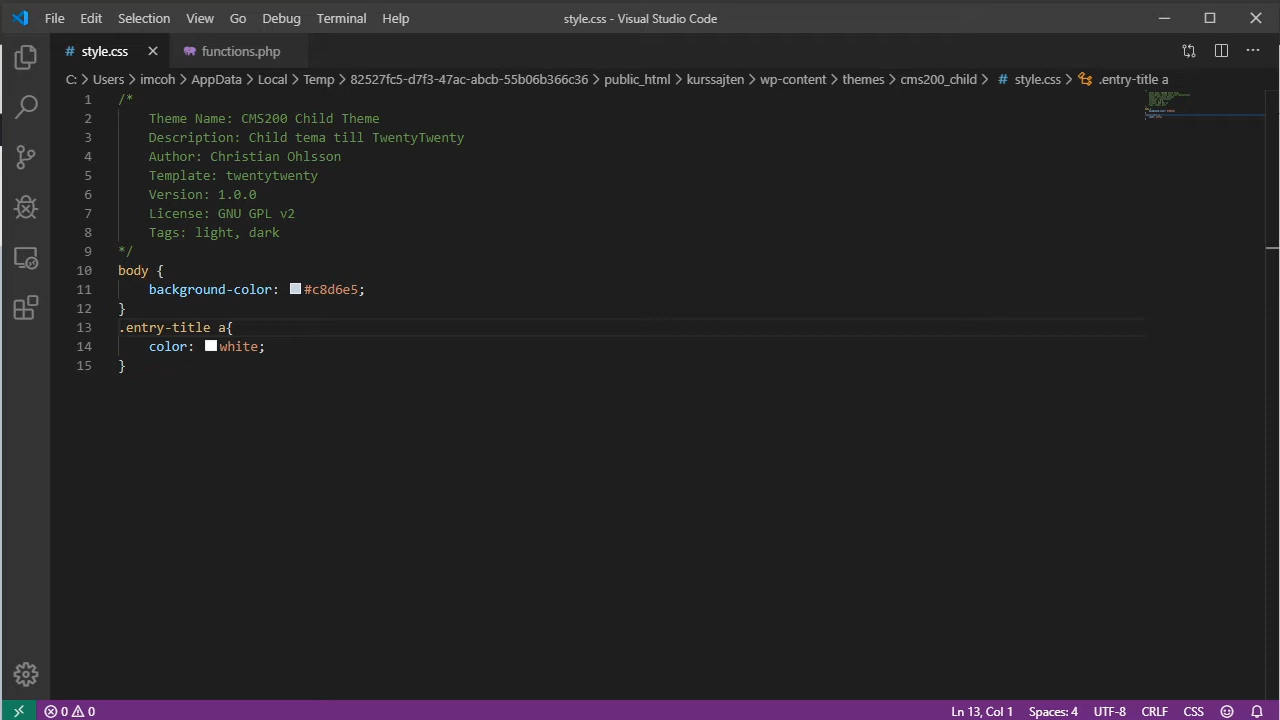 File Edit Selection View Go Debug Terminal Help style.css - Visual Studio Code
# style.css functions.php
C: > Users > imcoh > AppData > Local > Temp > 82527fc5-d7f3-47ac-abcb-55b06b366c36 > public_html > kurssajten > wp-content > themes > cms200_child > # style.css > .entry-title a
1 /*
2 Theme Name: CMS200 Child Theme
3 Description: Child tema till TwentyTwenty
4 Author: Christian Ohlsson
5 Template: twentytwenty
6 Version: 1.0.0
7 License: GNU GPL v2
8 Tags: light, dark
9 */
10 body {
11 background-color: #c8d6e5;
12 }
13 .entry-title a{
14 color: white;
15 }
0 0 Ln 13, Col 1 Spaces: 4 UTF-8 CRLF CSS